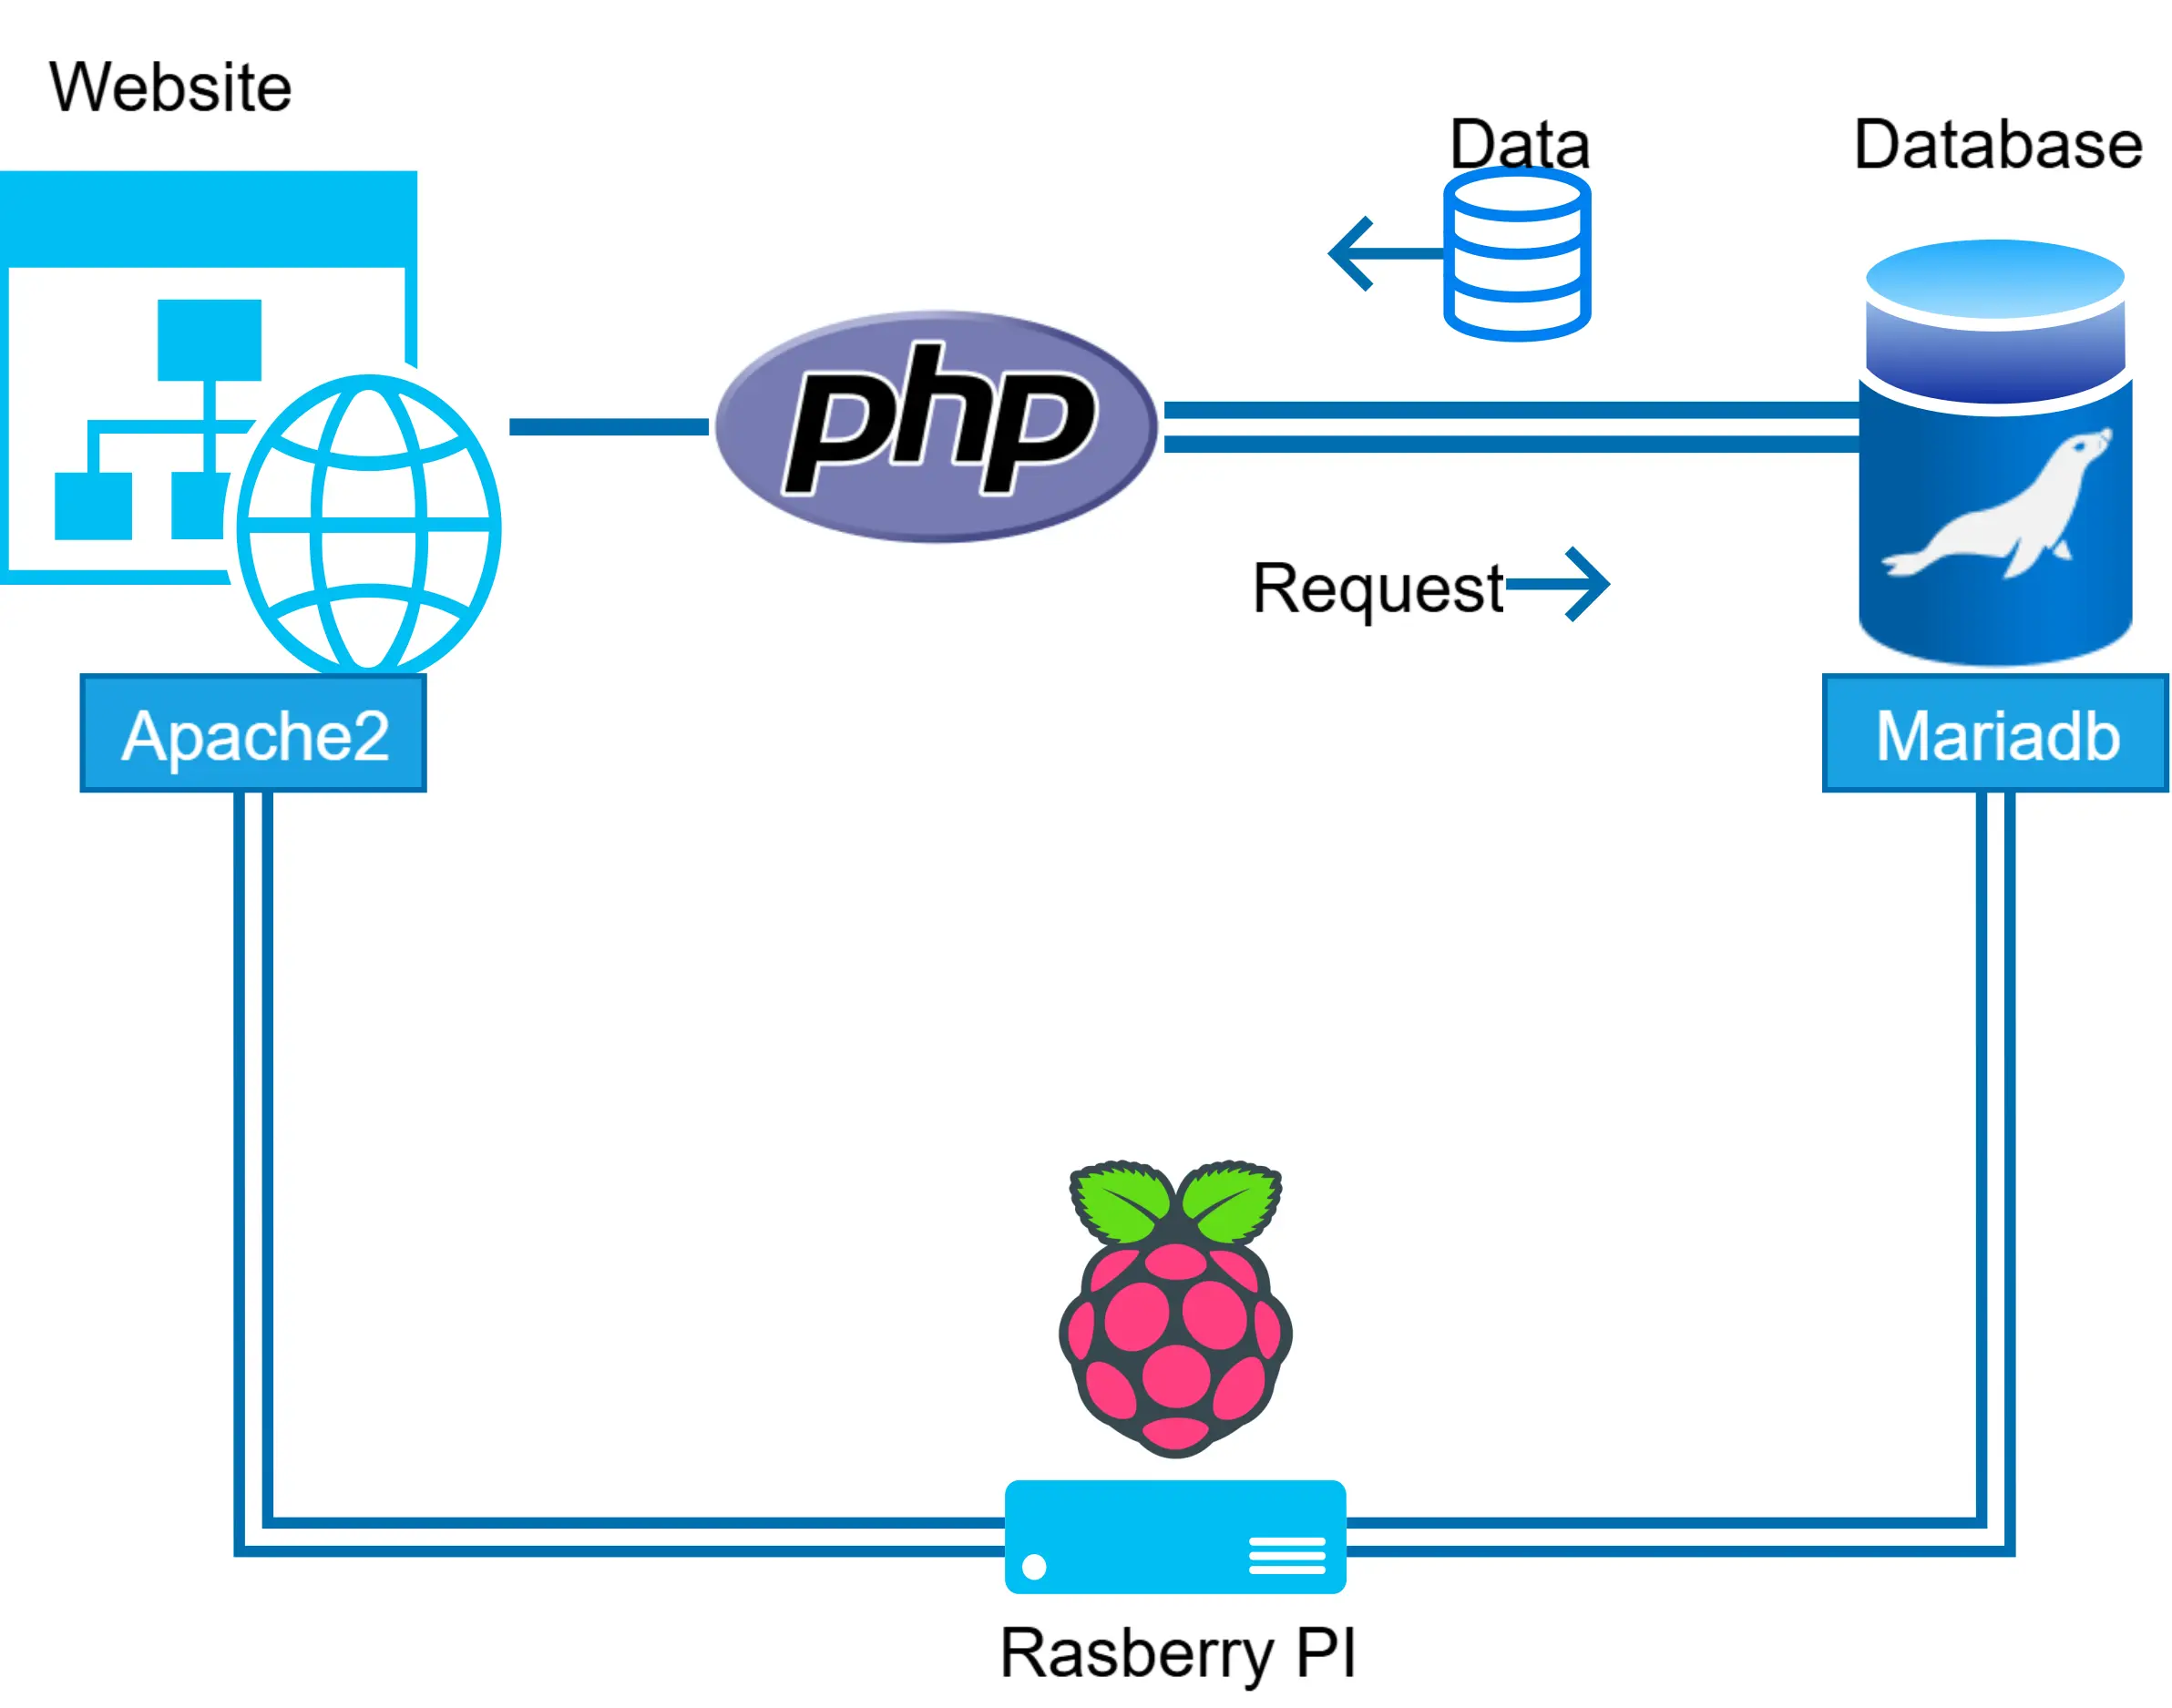 Website
Data
Database
php
Request
Apache2
Mariadb
Rasberry PI